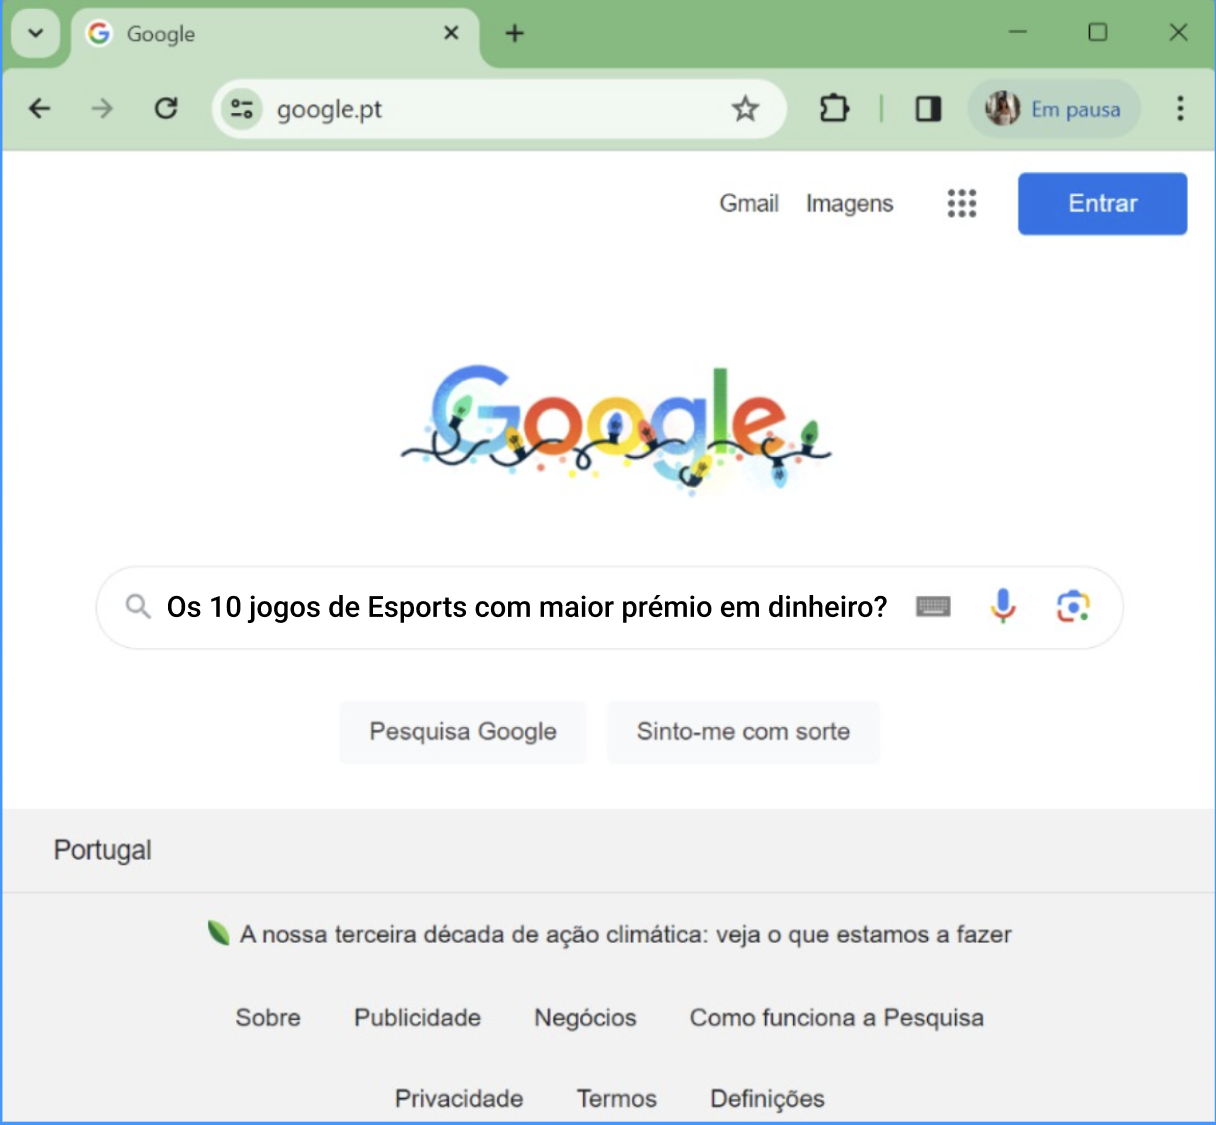 Google
google.pt
Em pausa
Gmail Imagens Entrar
Google
Os 10 jogos de Esports com maior prémio em dinheiro?
Pesquisa Google Sinto-me com sorte
Portugal
A nossa terceira década de ação climática: veja o que estamos a fazer
Sobre Publicidade Negócios Como funciona a Pesquisa
Privacidade Termos Definições